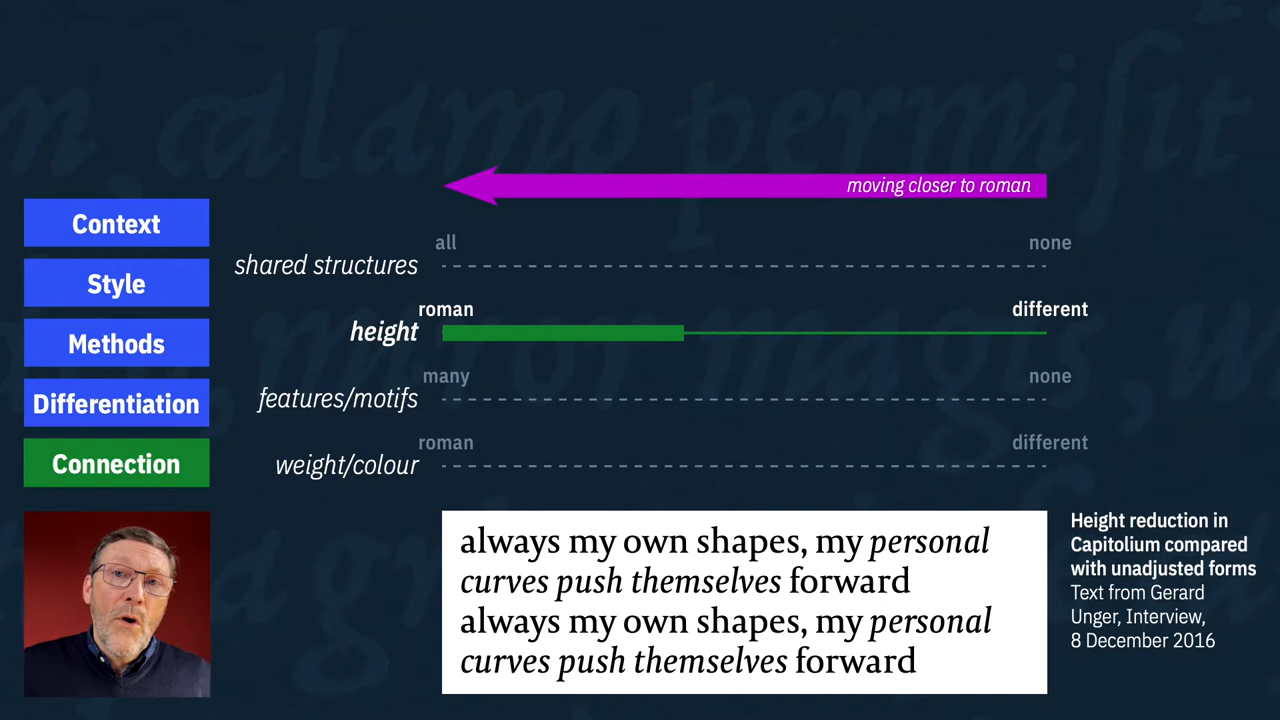 n calamo permiſit
moving closer to roman
Context
Style
Methods
Differentiation
Connection
all
none
shared structures
roman
different
height
many
none
features/motifs
roman
different
weight/colour
always my own shapes, my personal
curves push themselves forward
always my own shapes, my personal
curves push themselves forward
Height reduction in
Capitolium compared
with unadjusted forms
Text from Gerard
Unger, Interview,
8 December 2016